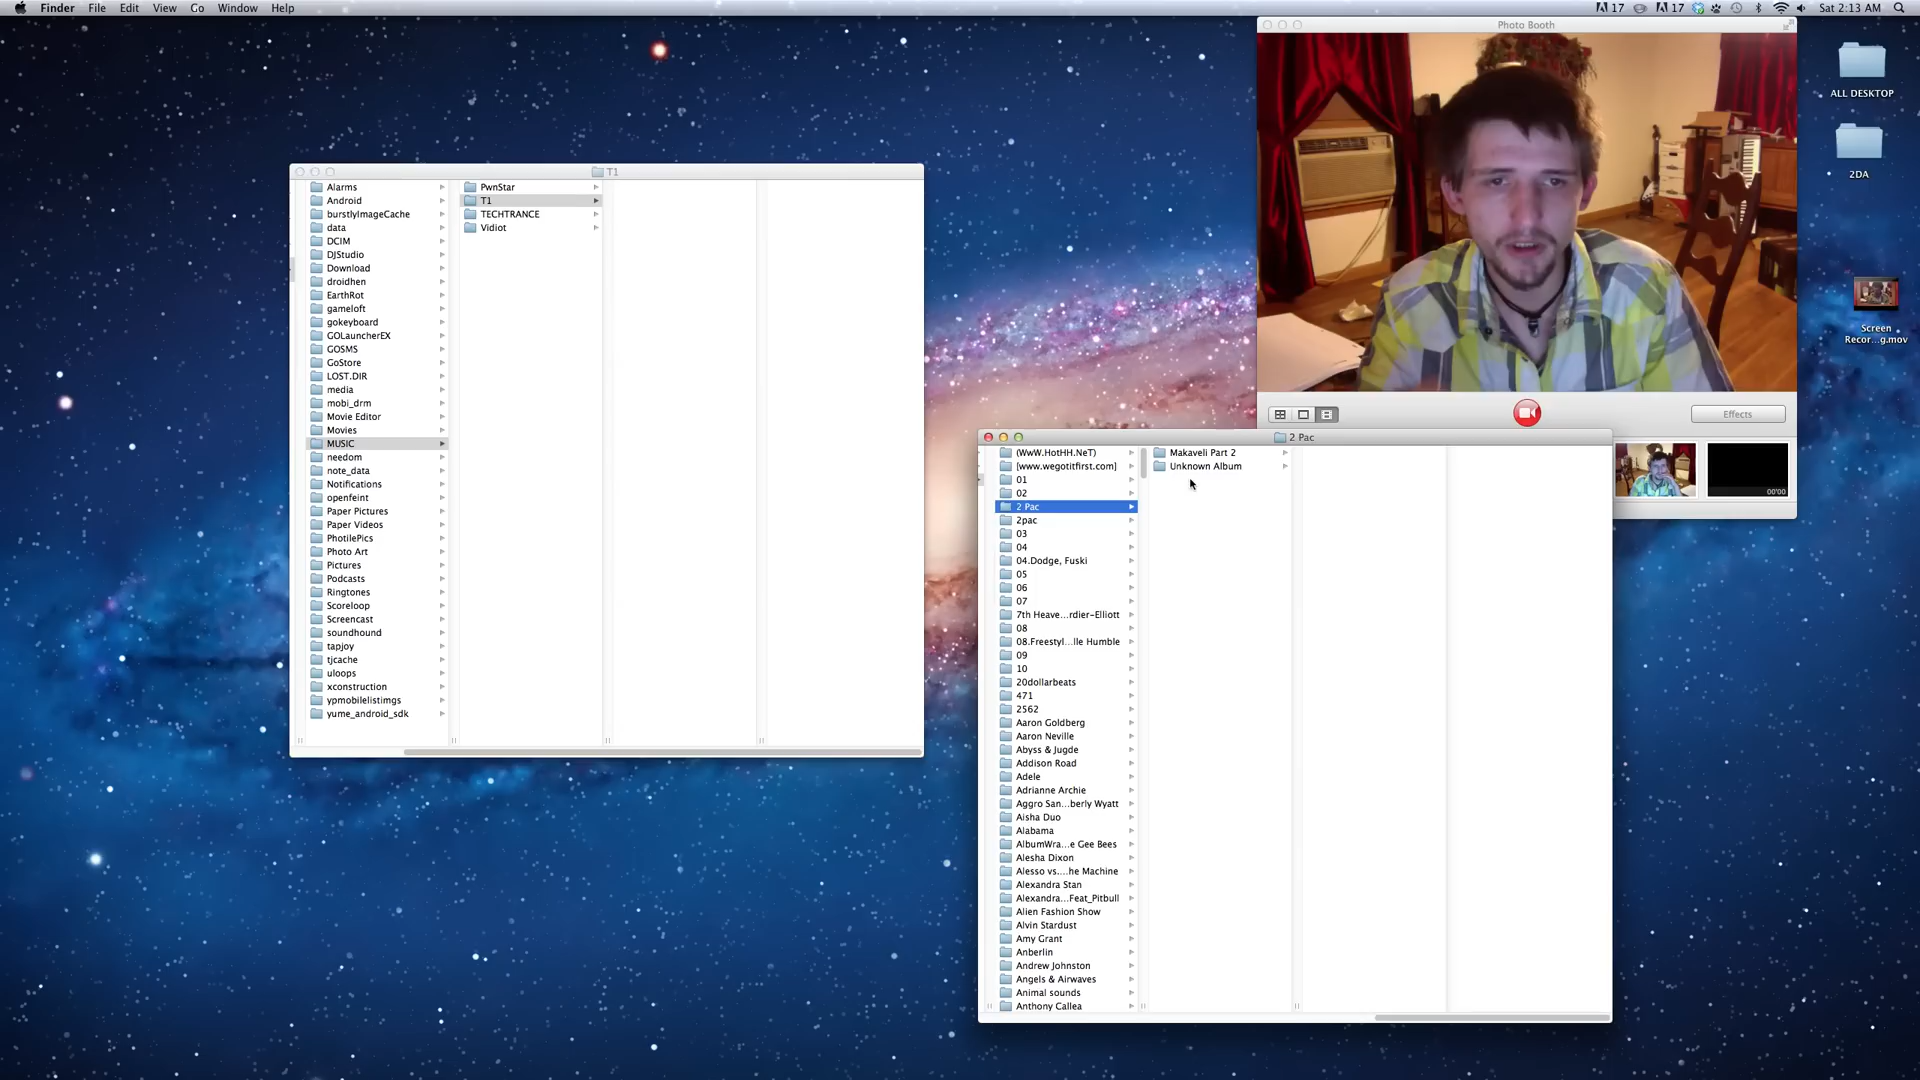 Finder File Edit View Go Window Help
17 17 Sat 2:13 AM
Photo Booth
ALL DESKTOP
2DA
Screen
Recor...g.mov
Effects
00'00
T1
Alarms
Android
burstlyImageCache
data
DCIM
DJStudio
Download
droidhen
EarthRot
gameloft
gokeyboard
GOLauncherEX
GOSMS
GoStore
LOST.DIR
media
mobi_drm
Movie Editor
Movies
MUSIC
needom
note_data
Notifications
openfeint
Paper Pictures
Paper Videos
PhotilePics
Photo Art
Pictures
Podcasts
Ringtones
Scoreloop
Screencast
soundhound
tapjoy
tjcache
uloops
xconstruction
ypmobilelistimgs
yume_android_sdk
PwnStar
T1
TECHTRANCE
Vidiot
2 Pac
(WwW.HotHH.NeT)
[www.wegotitfirst.com]
01
02
2 Pac
2pac
03
04
04.Dodge, Fuski
05
06
07
7th Heave...rdier-Elliott
08
08.Freestyl...lle Humble
09
10
20dollarbeats
471
2562
Aaron Goldberg
Aaron Neville
Abyss & Jugde
Addison Road
Adele
Adrianne Archie
Aggro San...berly Wyatt
Aisha Duo
Alabama
AlbumWra...e Gee Bees
Alesha Dixon
Alesso vs....he Machine
Alexandra Stan
Alexandra...Feat_Pitbull
Alien Fashion Show
Alvin Stardust
Amy Grant
Anberlin
Andrew Johnston
Angels & Airwaves
Animal sounds
Anthony Callea
Makaveli Part 2
Unknown Album